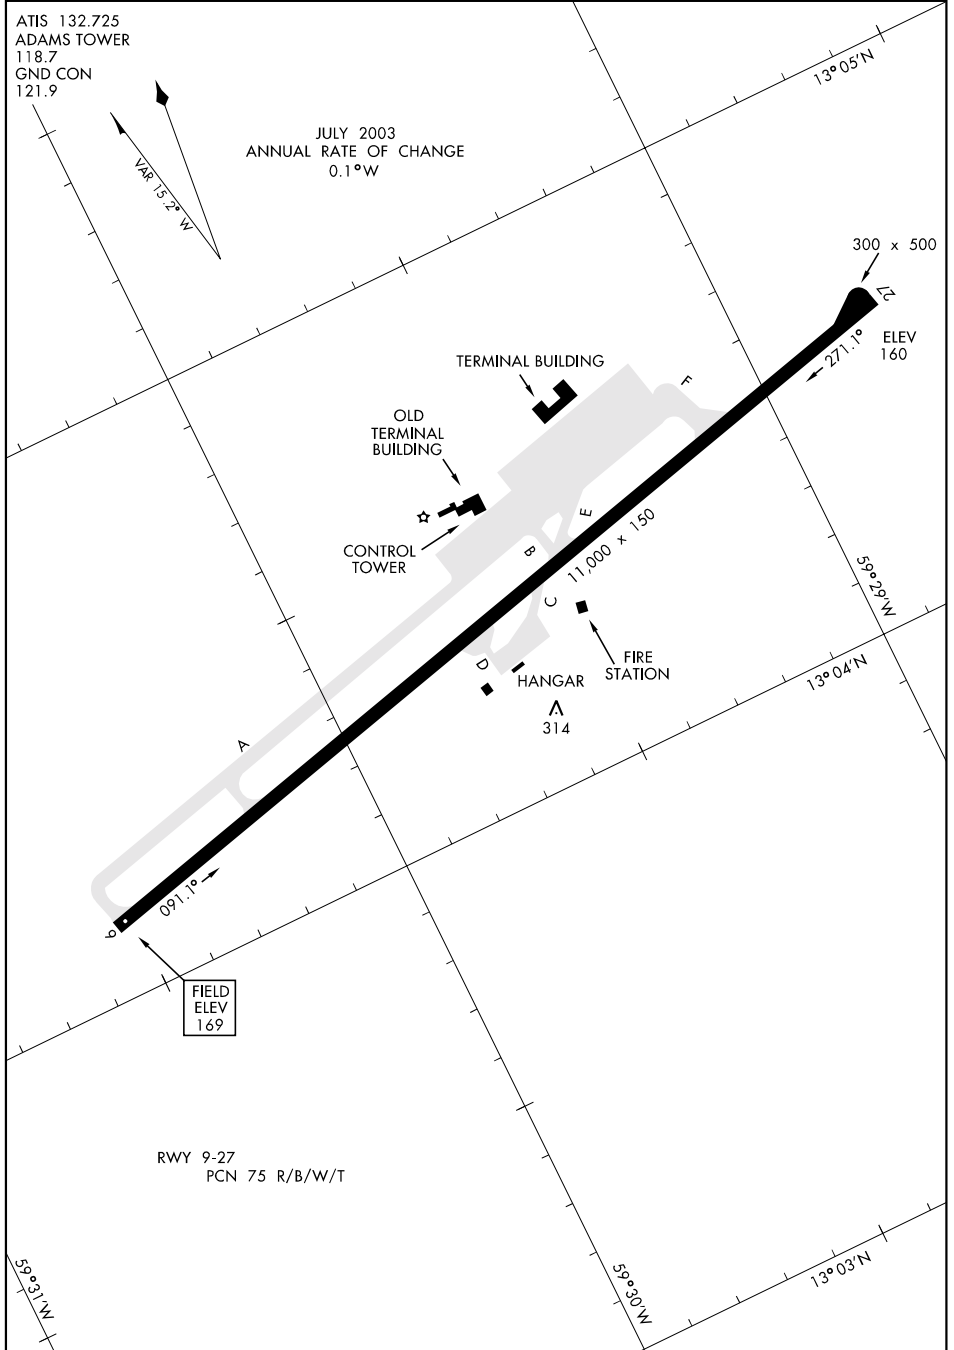 ATIS 132.725
ADAMS TOWER
118.7
GND CON
121.9
JULY 2003
ANNUAL RATE OF CHANGE
0.1°W
VAR 15.2° W
13°05'N
300 x 500
27
ELEV
160
271.1°
TERMINAL BUILDING
F
OLD
TERMINAL
BUILDING
CONTROL
TOWER
E
B
11,000 x 150
C
59°29'W
FIRE
STATION
D
HANGAR
314
13°04'N
A
091.1°
9
FIELD
ELEV
169
RWY 9-27
PCN 75 R/B/W/T
59°31'W
59°30'W
13°03'N